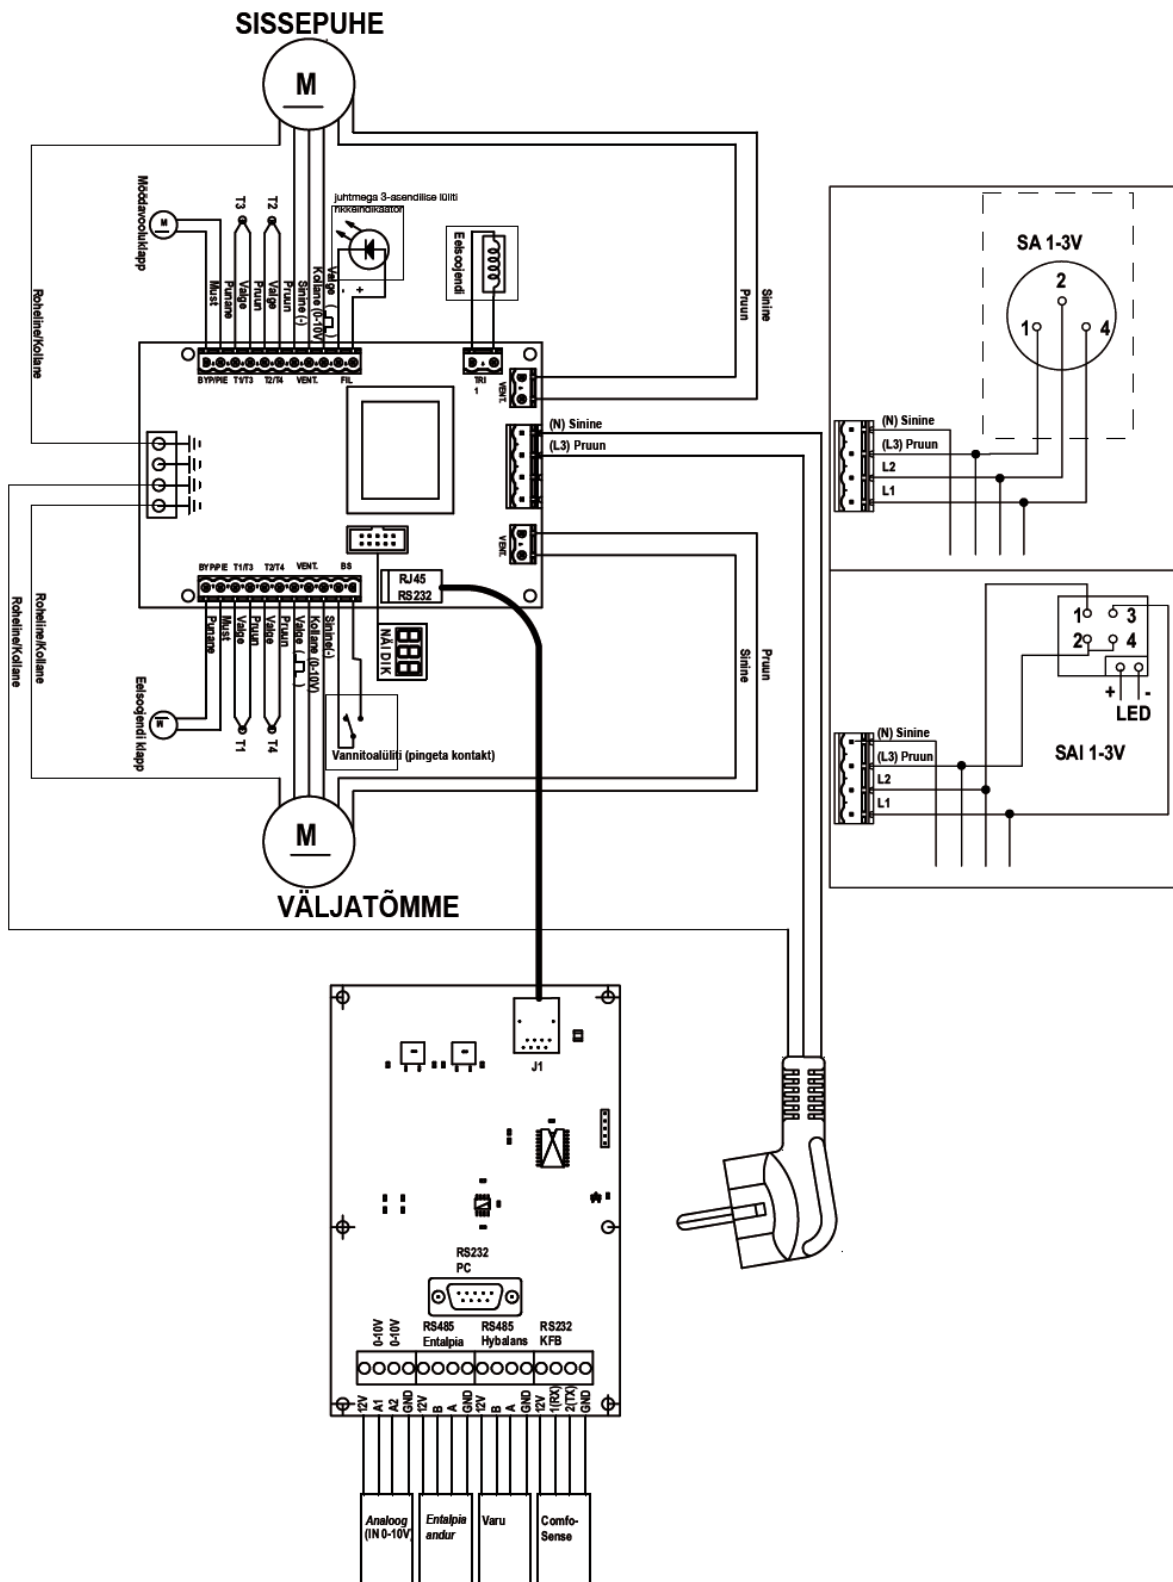 SISSEPUHE
M
juhtmega 3-asendilise lüliti
rikkeindikaator
Möödavooluklapp
M
T3
T2
Eelsoojendi
Roheline/Kollane
Must
Punane
Valge
Pruun
Valge
Pruun
Sinine (-)
Kollane (0-10V
Valge
- +
Pruun
Sinine
BYP/PIE T1/T3 T2/T4 VENT. FIL
TRI
1
VENT.
(N) Sinine
(L3) Pruun
VENT.
BYP/PIE T1/T3 T2/T4 VENT. BS
RJ45
RS232
NÄIDIK
Punane
Must
Valge
Pruun
Valge
Pruun
Valge (
Kollane (0-10V)
Sinine(-)
Roheline/Kollane
Roheline/Kollane
Eelsoojendi klapp
M
T1
T4
Vannitoalüliti (pingeta kontakt)
Sinine
Pruun
M
VÄLJATÕMME
SA 1-3V
2
1
4
(N) Sinine
(L3) Pruun
L2
L1
1 3
2 4
+ -
LED
SAI 1-3V
(N) Sinine
(L3) Pruun
L2
L1
J1
RS232
PC
0-10V
0-10V
RS485
Entalpia
RS485
Hybalans
RS232
KFB
12V
A1
A2
GND
12V
B
A
GND
12V
B
A
GND
12V
1(RX)
2(TX)
GND
Analoog
(IN 0-10V)
Entalpia
andur
Varu
Comfo-
Sense